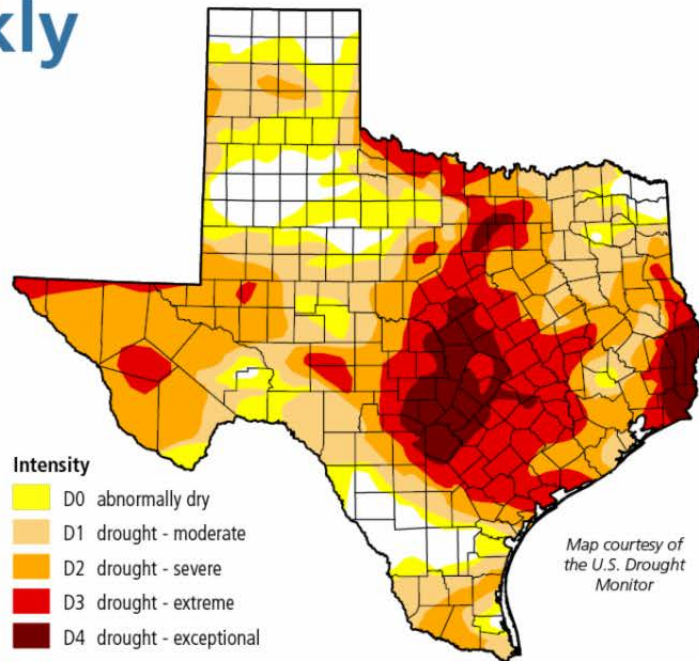 kly
Intensity
D0 abnormally dry
D1 drought - moderate
D2 drought - severe
D3 drought - extreme
D4 drought - exceptional
Map courtesy of
the U.S. Drought
Monitor